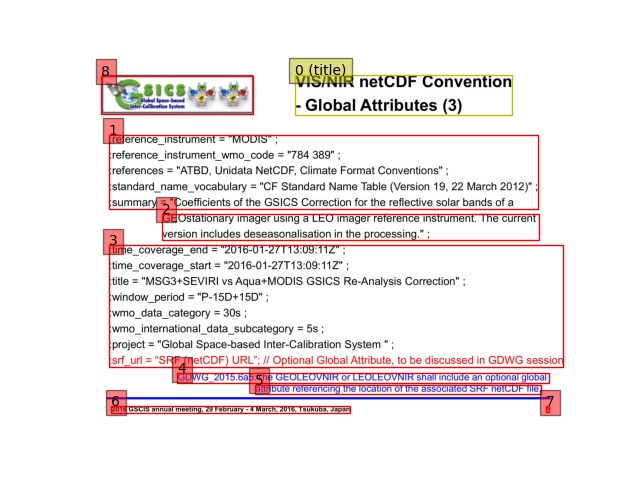 8
0 (title)
GSICS
Global Space-based
Inter-Calibration System
VIS/NIR netCDF Convention
- Global Attributes (3)
1
:reference_instrument = "MODIS" ;
:reference_instrument_wmo_code = "784 389" ;
:references = "ATBD, Unidata NetCDF, Climate Format Conventions" ;
:standard_name_vocabulary = "CF Standard Name Table (Version 19, 22 March 2012)" ;
:summary = "Coefficients of the GSICS Correction for the reflective solar bands of a
2
GEOstationary imager using a LEO imager reference instrument. The current
version includes deseasonalisation in the processing." ;
3
:time_coverage_end = "2016-01-27T13:09:11Z" ;
:time_coverage_start = "2016-01-27T13:09:11Z" ;
:title = "MSG3+SEVIRI vs Aqua+MODIS GSICS Re-Analysis Correction" ;
:window_period = "P-15D+15D" ;
:wmo_data_category = 30s ;
:wmo_international_data_subcategory = 5s ;
:project = "Global Space-based Inter-Calibration System " ;
:srf_url = "SRF (netCDF) URL"; // Optional Global Attribute, to be discussed in GDWG session
4
GDWG_2015.6a5: the GEOLEOVNIR or LEOLEOVNIR shall include an optional global
5
attribute referencing the location of the associated SRF netCDF file.
6
2016 GSCIS annual meeting, 29 February - 4 March, 2016, Tsukuba, Japan
7